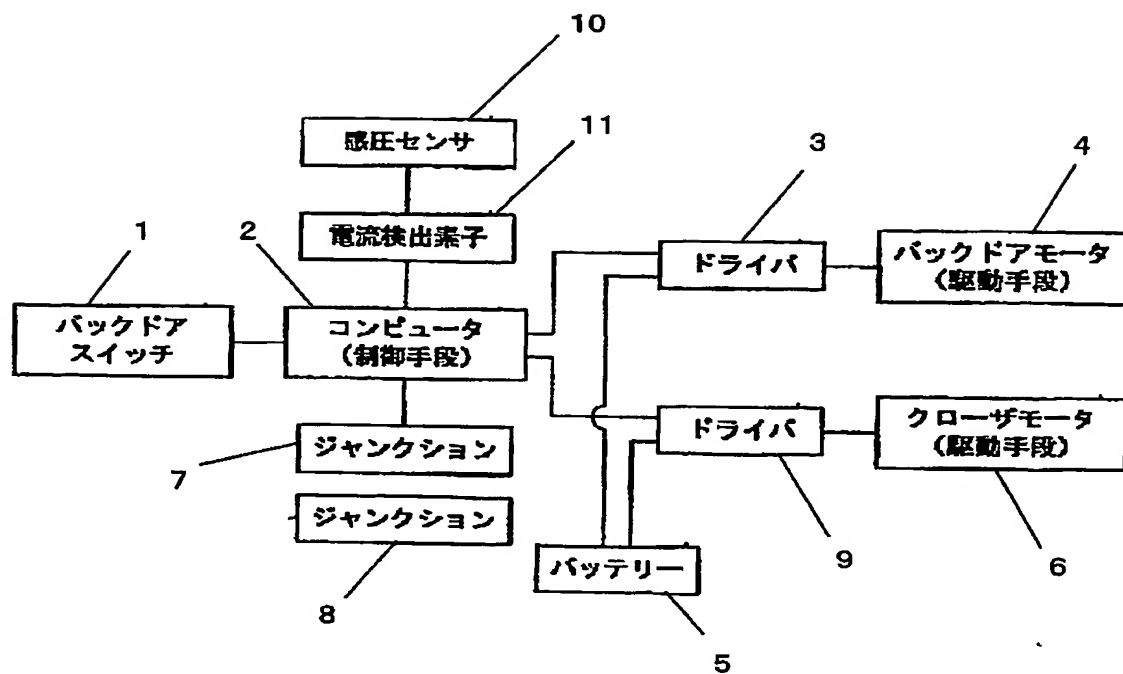 10
感圧センサ
11
電流検出素子
1
バックドア
スイッチ
2
コンピュータ
(制御手段)
3
ドライバ
4
バックドアモータ
(駆動手段)
7
ジャンクション
8
ジャンクション
ドライバ
9
クローザモータ
(駆動手段)
6
バッテリー
5